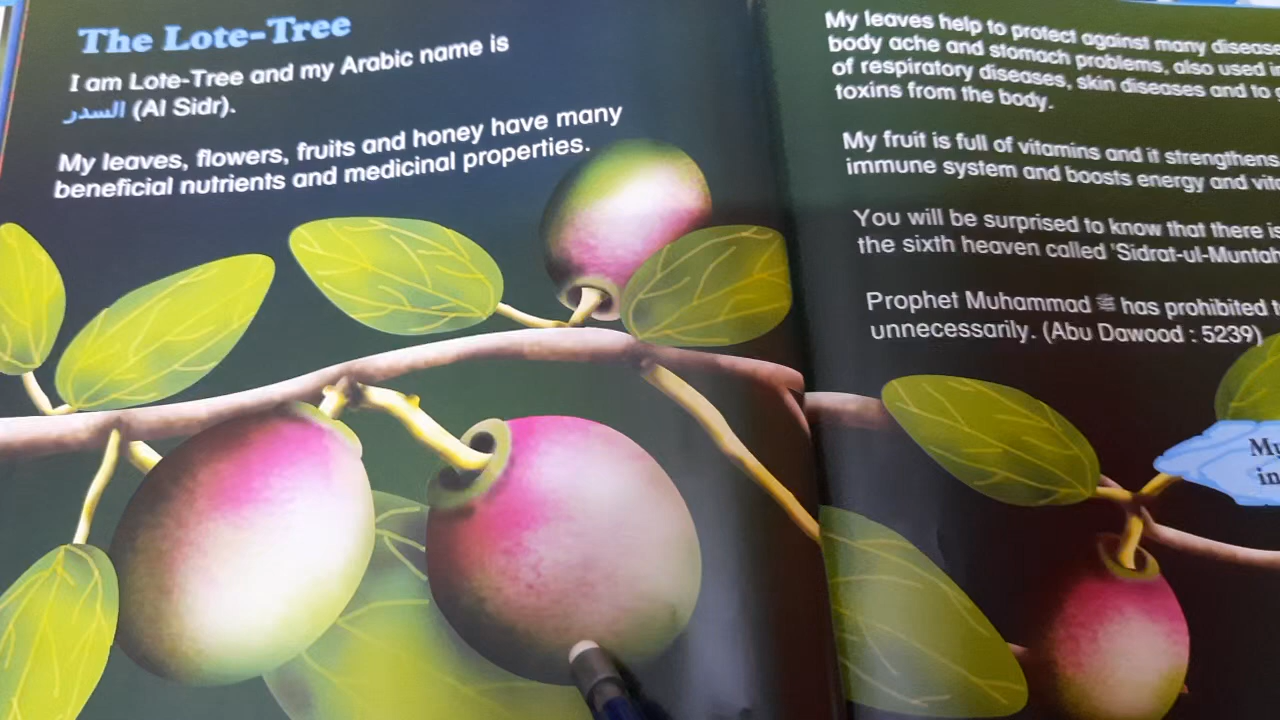 The Lote-Tree
I am Lote-Tree and my Arabic name is
السدر (Al Sidr).
My leaves, flowers, fruits and honey have many
beneficial nutrients and medicinal properties.
My leaves help to protect against many
body ache and stomach problems, also used
of respiratory diseases, skin diseases and to
toxins from the body.
My fruit is full of vitamins and it strengthens
immune system and boosts energy and
You will be surprised to know that there is
the sixth heaven called
Prophet Muhammad ﷺ has prohibited
unnecessarily. (Abu Dawood : 5239)
My
in